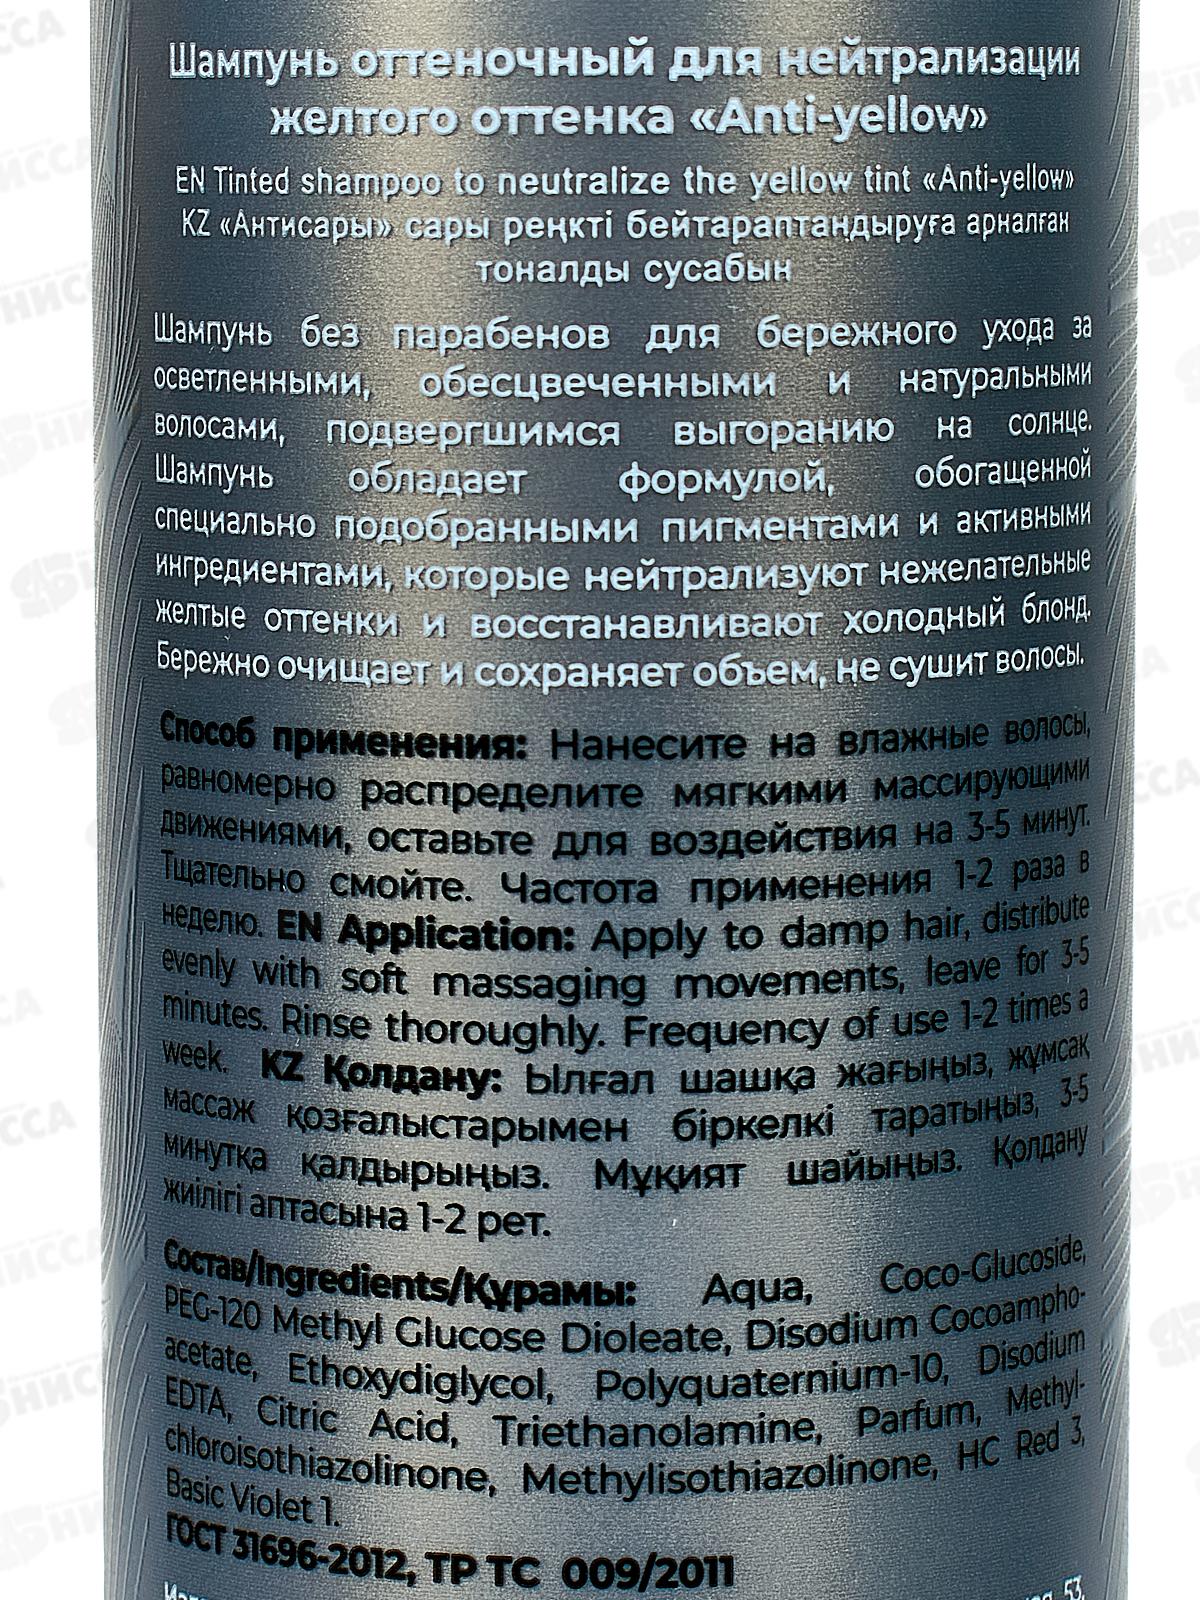 Шампунь оттеночный для нейтрализации
желтого оттенка «Anti-yellow»
EN Tinted shampoo to neutralize the yellow tint «Anti-yellow»
KZ «Антисары» сары реңкті бейтараптандыруға арналған
тоналды сусабын
Шампунь без парабенов для бережного ухода за
осветленными, обесцвеченными и натуральными
волосами, подвергшимся выгоранию на солнце.
Шампунь обладает формулой, обогащенной
специально подобранными пигментами и активными
ингредиентами, которые нейтрализуют нежелательные
желтые оттенки и восстанавливают холодный блонд.
Бережно очищает и сохраняет объем, не сушит волосы.
Способ применения: Нанесите на влажные волосы,
равномерно распределите мягкими массирующими
движениями, оставьте для воздействия на 3-5 минут.
Тщательно смойте. Частота применения 1-2 раза в
неделю. EN Application: Apply to damp hair, distribute
evenly with soft massaging movements, leave for 3-5
minutes. Rinse thoroughly. Frequency of use 1-2 times a
week. KZ Қолдану: Ылғал шашқа жағыңыз, жұмсақ
массаж қозғалыстарымен біркелкі таратыңыз, 3-5
минутқа қалдырыңыз. Мұқият шайыңыз. Қолдану
жиілігі аптасына 1-2 рет.
Состав/Ingredients/Құрамы: Aqua, Coco-Glucoside,
PEG-120 Methyl Glucose Dioleate, Disodium Cocoampho-
acetate, Ethoxydiglycol, Polyquaternium-10, Disodium
EDTA, Citric Acid, Triethanolamine, Parfum, Methyl-
chloroisothiazolinone, Methylisothiazolinone, HC Red 3,
Basic Violet 1.
ГОСТ 31696-2012, ТР ТС 009/2011
53,